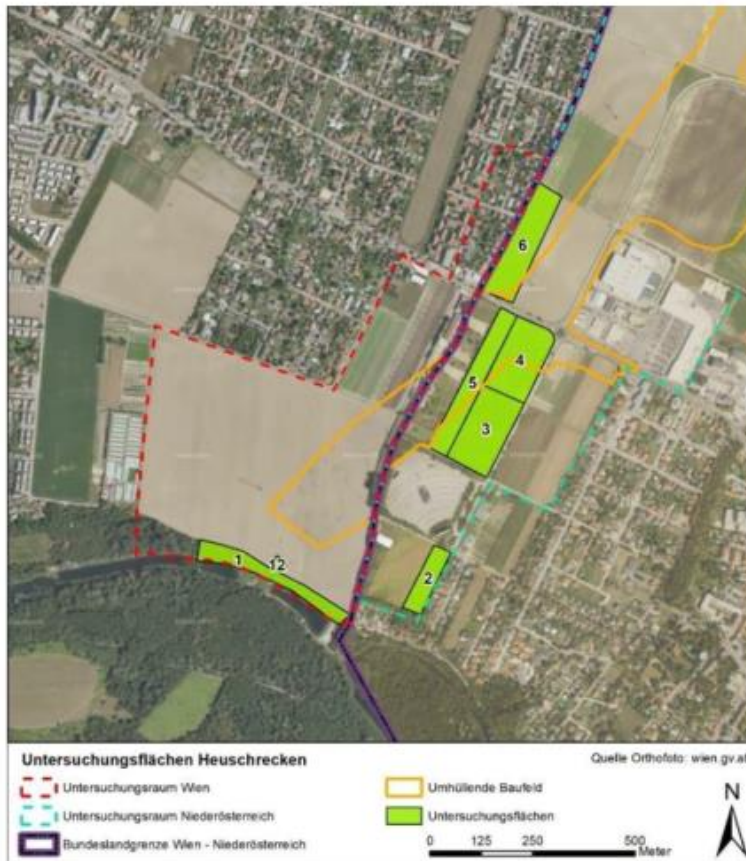 6
4
5
3
1
12
2
Untersuchungsflächen Heuschrecken
Quelle Orthofoto: wien.gv.at
Untersuchungsraum Wien
Umhüllende Baufeld
Untersuchungsraum Niederösterreich
Untersuchungsflächen
Bundeslandgrenze Wien - Niederösterreich
N
0 125 250 500
Meter